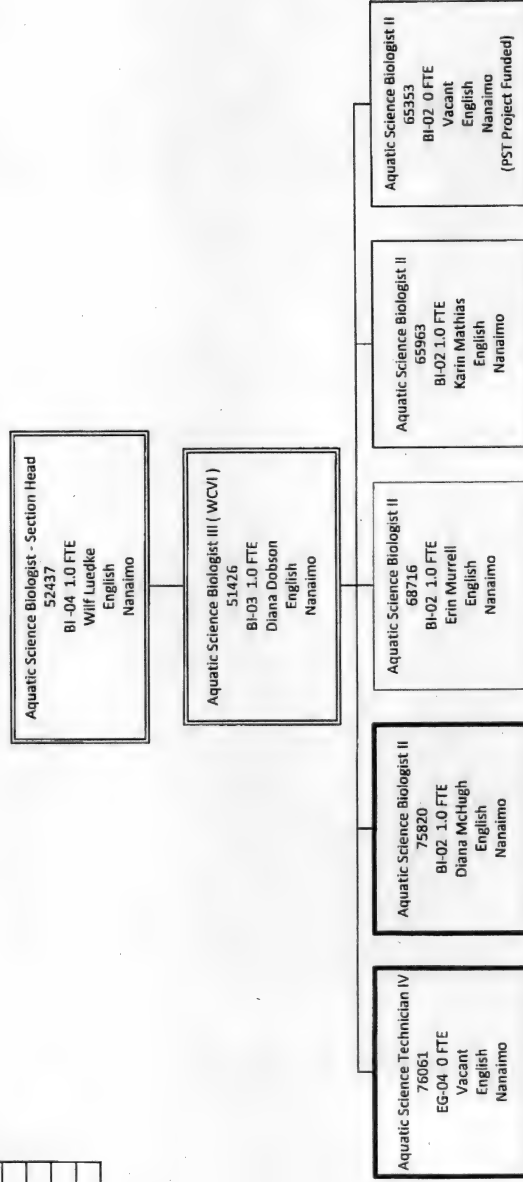 Aquatic Science Biologist - Section Head
52437
BI -04 1.0 FTE
Wilf Luedke
English
Nanaimo
Aquatic Science Biologist III ( WCVI )
51426
BI-03 1.0 FTE
Diana Dobson
English
Nanaimo
Aquatic Science Technician IV
76061
EG-04 0 FTE
Vacant
English
Nanaimo
Aquatic Science Biologist II
75820
BI-02 1.0 FTE
Diana McHugh
English
Nanaimo
Aquatic Science Biologist II
68716
BI-02 1.0 FTE
Erin Murrell
English
Nanaimo
Aquatic Science Biologist II
65963
BI-02 1.0 FTE
Karin Mathias
English
Nanaimo
Aquatic Science Biologist II
65353
BI-02 0 FTE
Vacant
English
Nanaimo
(PST Project Funded)